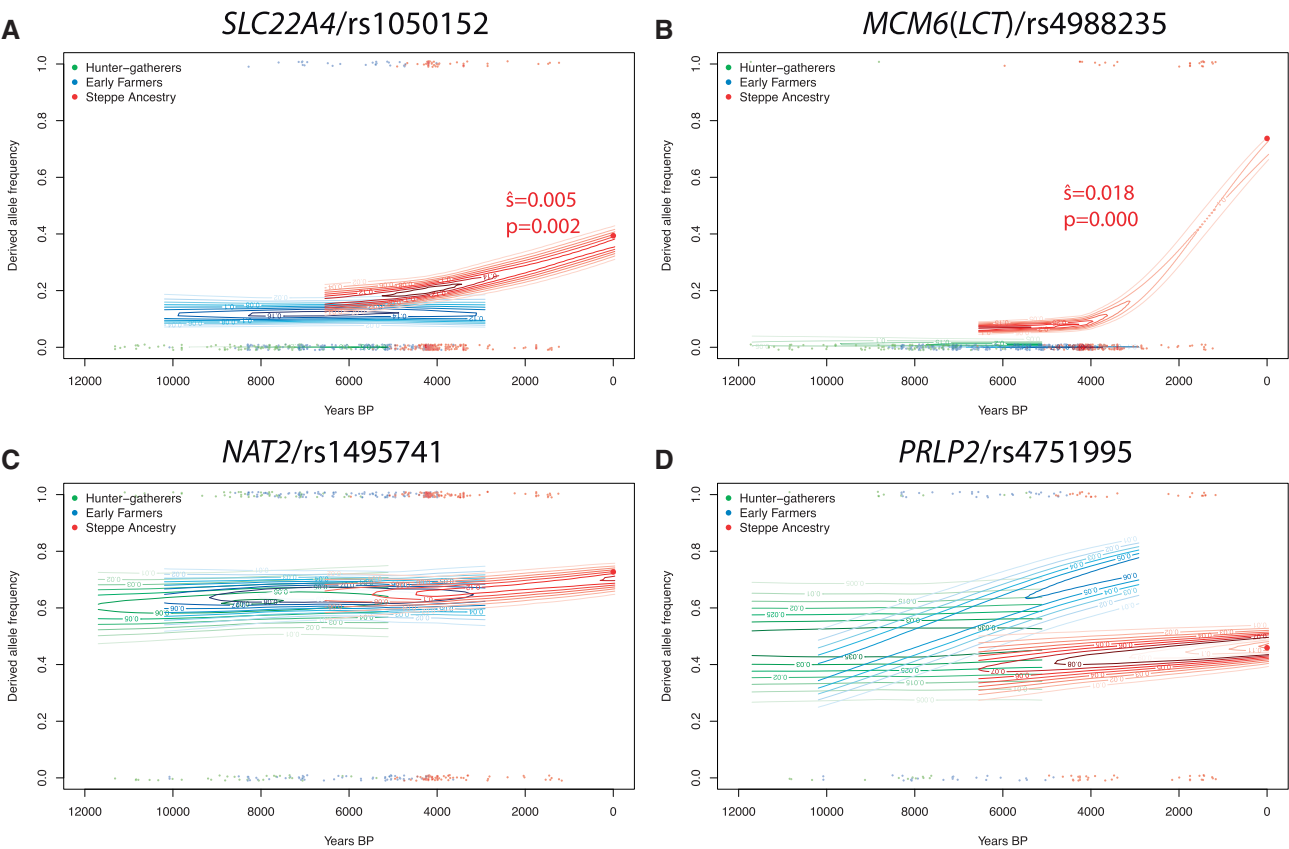 A
SLC22A4/rs1050152
Hunter−gatherers
Early Farmers
Steppe Ancestry
ŝ=0.005
p=0.002
Derived allele frequency
0.0 0.2 0.4 0.6 0.8 1.0
12000 10000 8000 6000 4000 2000 0
Years BP
B
MCM6(LCT)/rs4988235
Hunter−gatherers
Early Farmers
Steppe Ancestry
ŝ=0.018
p=0.000
Derived allele frequency
0.0 0.2 0.4 0.6 0.8 1.0
12000 10000 8000 6000 4000 2000 0
Years BP
C
NAT2/rs1495741
Hunter−gatherers
Early Farmers
Steppe Ancestry
Derived allele frequency
0.0 0.2 0.4 0.6 0.8 1.0
12000 10000 8000 6000 4000 2000 0
Years BP
D
PRLP2/rs4751995
Hunter−gatherers
Early Farmers
Steppe Ancestry
Derived allele frequency
0.0 0.2 0.4 0.6 0.8 1.0
12000 10000 8000 6000 4000 2000 0
Years BP